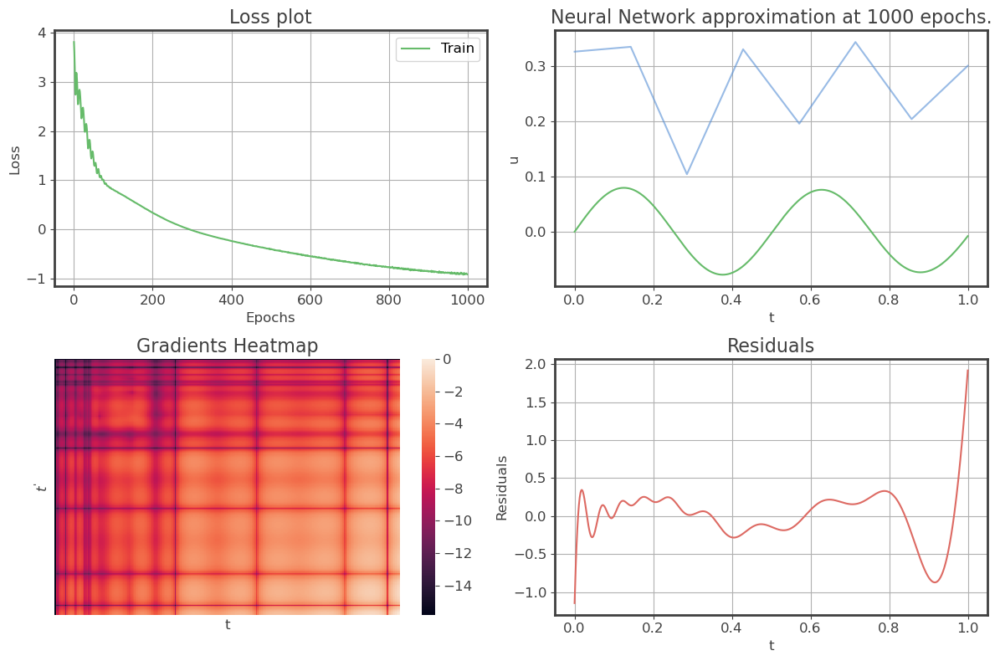 Loss plot
4
3
2
1
0
−1
Loss
Train
0 200 400 600 800 1000
Epochs
Neural Network approximation at 1000 epochs.
0.3
0.2
0.1
0.0
u
0.0 0.2 0.4 0.6 0.8 1.0
t
Gradients Heatmap
t'
t
0
−2
−4
−6
−8
−10
−12
−14
Residuals
2.0
1.5
1.0
0.5
0.0
−0.5
−1.0
Residuals
0.0 0.2 0.4 0.6 0.8 1.0
t